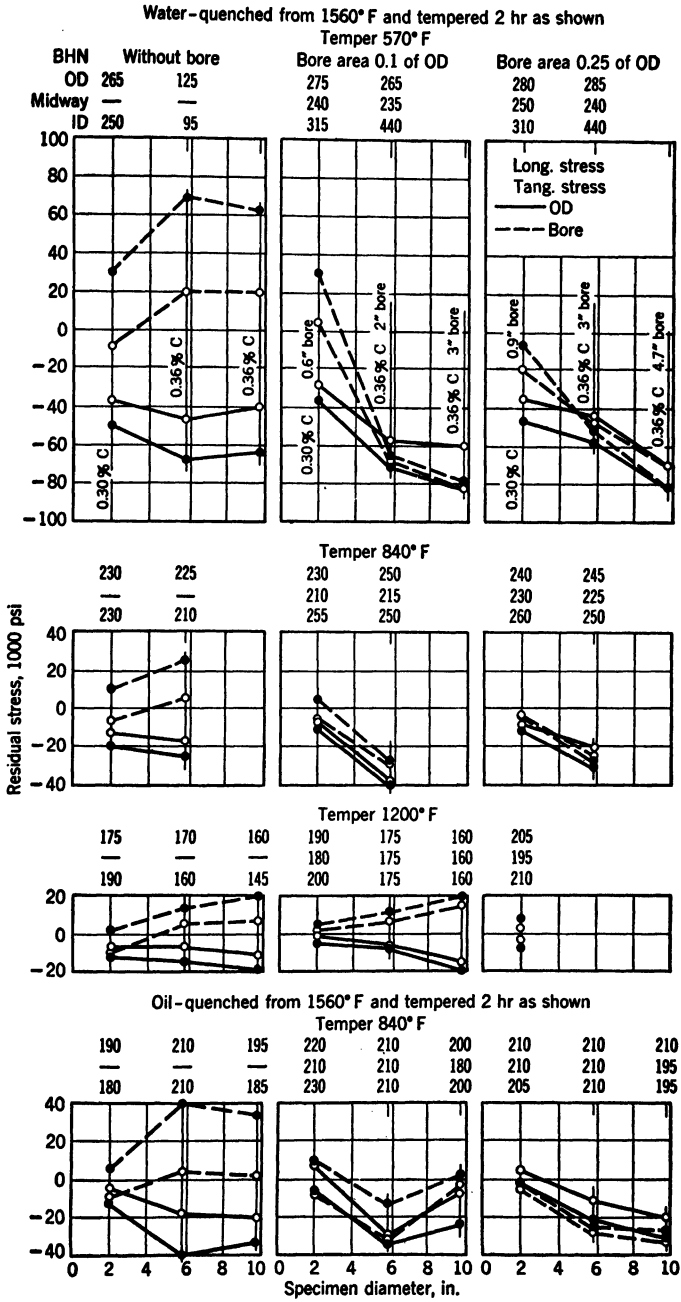 Water-quenched from 1560° F and tempered 2 hr as shown
Temper 570° F
BHN Without bore Bore area 0.1 of OD Bore area 0.25 of OD
OD 265 125 275 265 280 285
Midway — — 240 235 250 240
ID 250 95 315 440 310 440
100
80
60
40
20
0
-20
-40
-60
-80
-100
0.30% C
0.36% C
0.36% C
0.30% C 0.6" bore
0.36% C 2" bore
0.36% C 3" bore
Long. stress
Tang. stress
OD
Bore
0.30% C 0.9" bore
0.36% C 3" bore
0.36% C 4.7" bore
Temper 840° F
230 225 230 250 240 245
— — 210 215 230 225
230 210 255 250 260 250
40
20
0
-20
-40
Residual stress, 1000 psi
Temper 1200° F
175 170 160 190 175 160 205
— — — 180 175 160 195
190 160 145 200 175 160 210
20
0
-20
Oil-quenched from 1560° F and tempered 2 hr as shown
Temper 840° F
190 210 195 220 210 200 210 210 210
— — — 210 210 180 210 210 195
180 210 185 230 210 200 205 210 195
40
20
0
-20
-40
0 2 4 6 8 10 0 2 4 6 8 10 0 2 4 6 8 10
Specimen diameter, in.